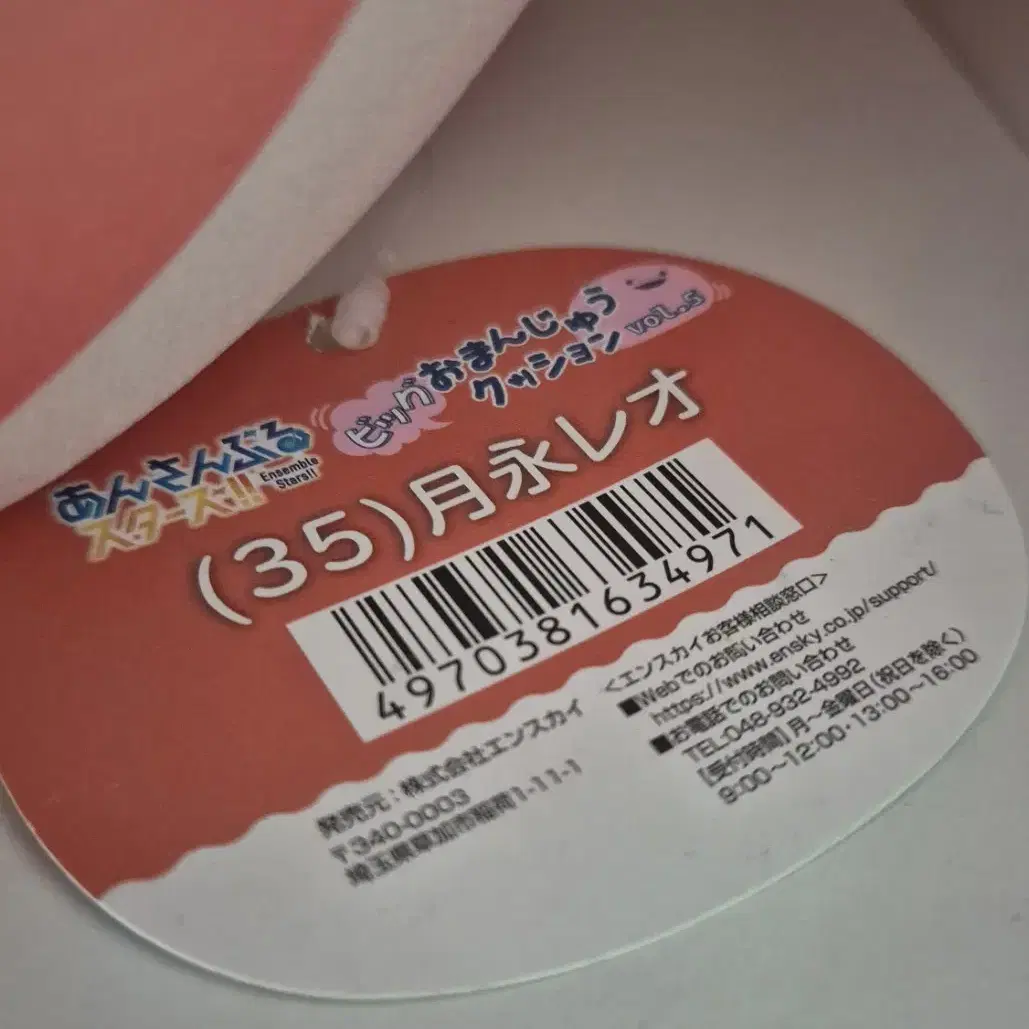 あんさんぶる
スターズ!!
Ensemble
Stars!!
ビッグおまんじゅう
クッション vol.5
(35)月永レオ
4970381634971
発売元:株式会社エンスカイ
〒340-0003
埼玉県草加市稲荷1-11-1
<エンスカイお客様相談窓口>
■Webでのお問い合わせ
https://www.ensky.co.jp/support/
■お電話でのお問い合わせ
TEL:048-932-4992
【受付時間】月~金曜日(祝日を除く)
9:00~12:00・13:00~16:00